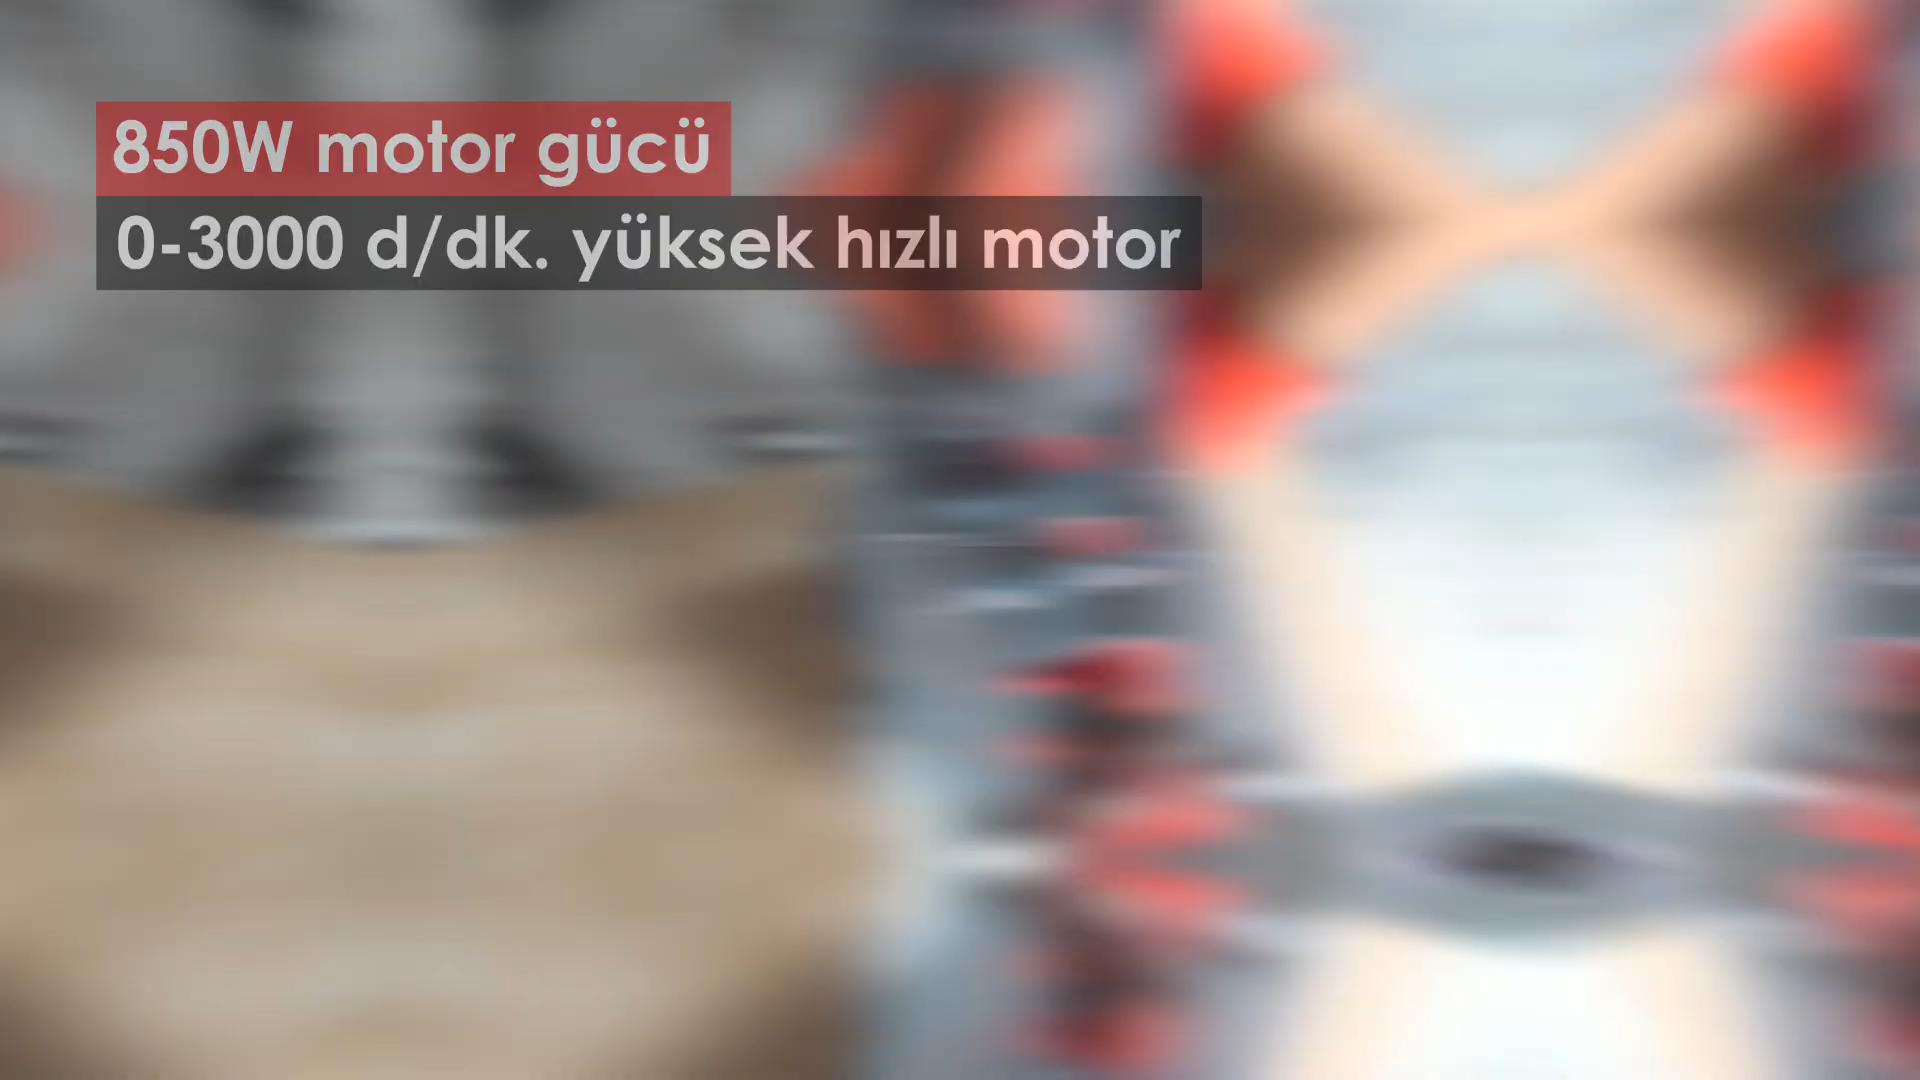 850W motor gücü
0-3000 d/dk. yüksek hızlı motor